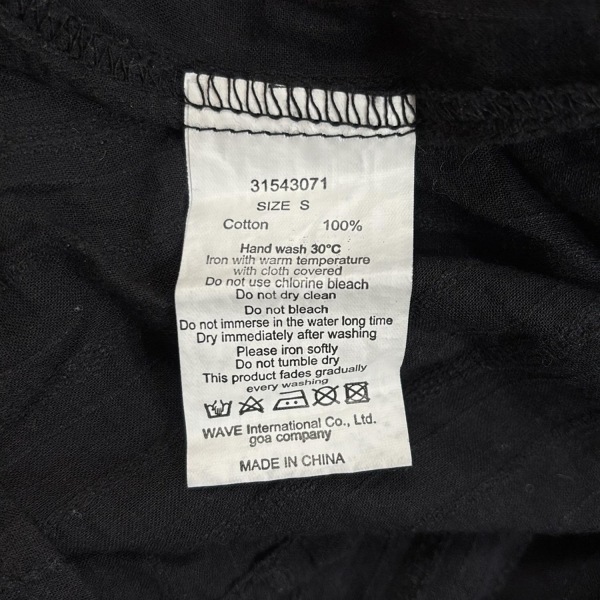 31543071
SIZE S
Cotton 100%
Hand wash 30°C
Iron with warm temperature
with cloth covered
Do not use chlorine bleach
Do not dry clean
Do not bleach
Do not immerse in the water long time
Dry immediately after washing
Please iron softly
Do not tumble dry
This product fades gradually
every washing
WAVE International Co., Ltd.
goa company
MADE IN CHINA